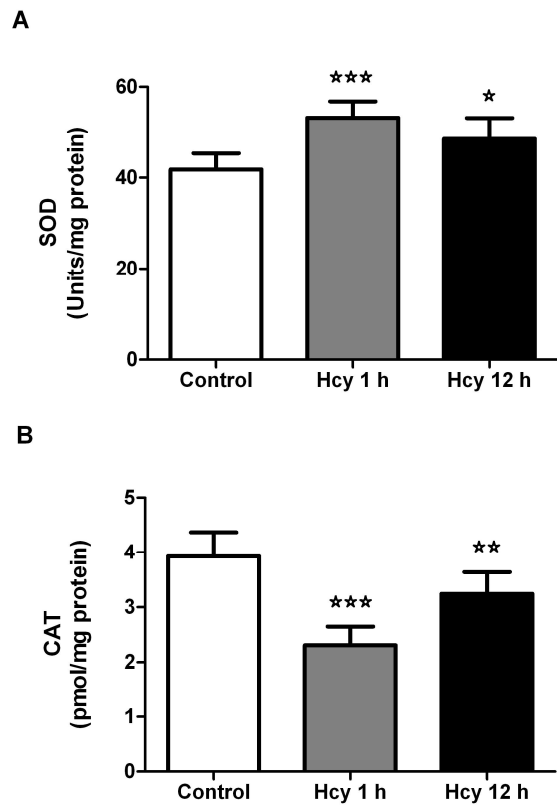 A
SOD
(Units/mg protein)
60
40
20
0
☆☆☆
☆
Control
Hcy 1 h
Hcy 12 h
B
CAT
(pmol/mg protein)
5
4
3
2
1
0
☆☆☆
☆☆
Control
Hcy 1 h
Hcy 12 h